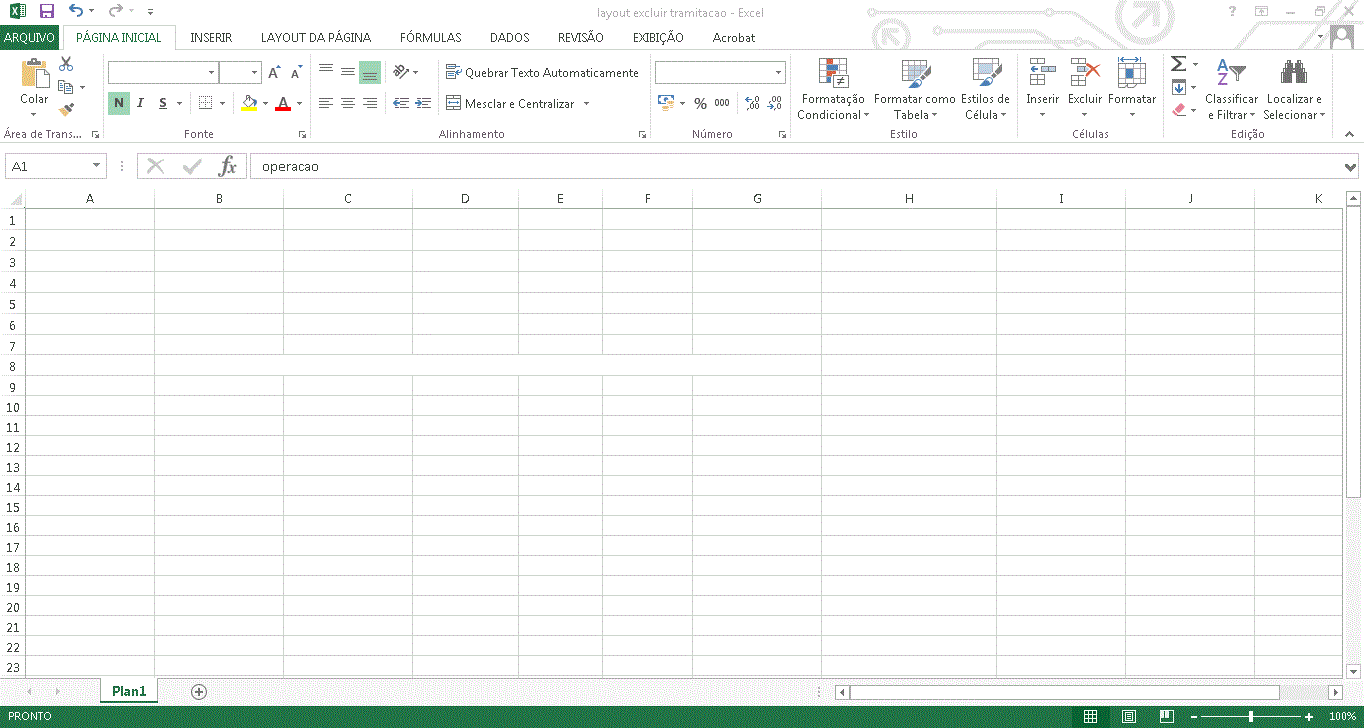 layout excluir tramitacao - Excel
ARQUIVO PÁGINA INICIAL INSERIR LAYOUT DA PÁGINA FÓRMULAS DADOS REVISÃO EXIBIÇÃO Acrobat
Colar
N I S A
Quebrar Texto Automaticamente
Mesclar e Centralizar
% 000
Formatação Condicional
Formatar como Tabela
Estilos de Célula
Inserir Excluir Formatar
Classificar e Filtrar
Localizar e Selecionar
Área de Trans... Fonte Alinhamento Número Estilo Células Edição
A1 fx operacao
A B C D E F G H I J K
1
2
3
4
5
6
7
8
9
10
11
12
13
14
15
16
17
18
19
20
21
22
23
Plan1
PRONTO 100%